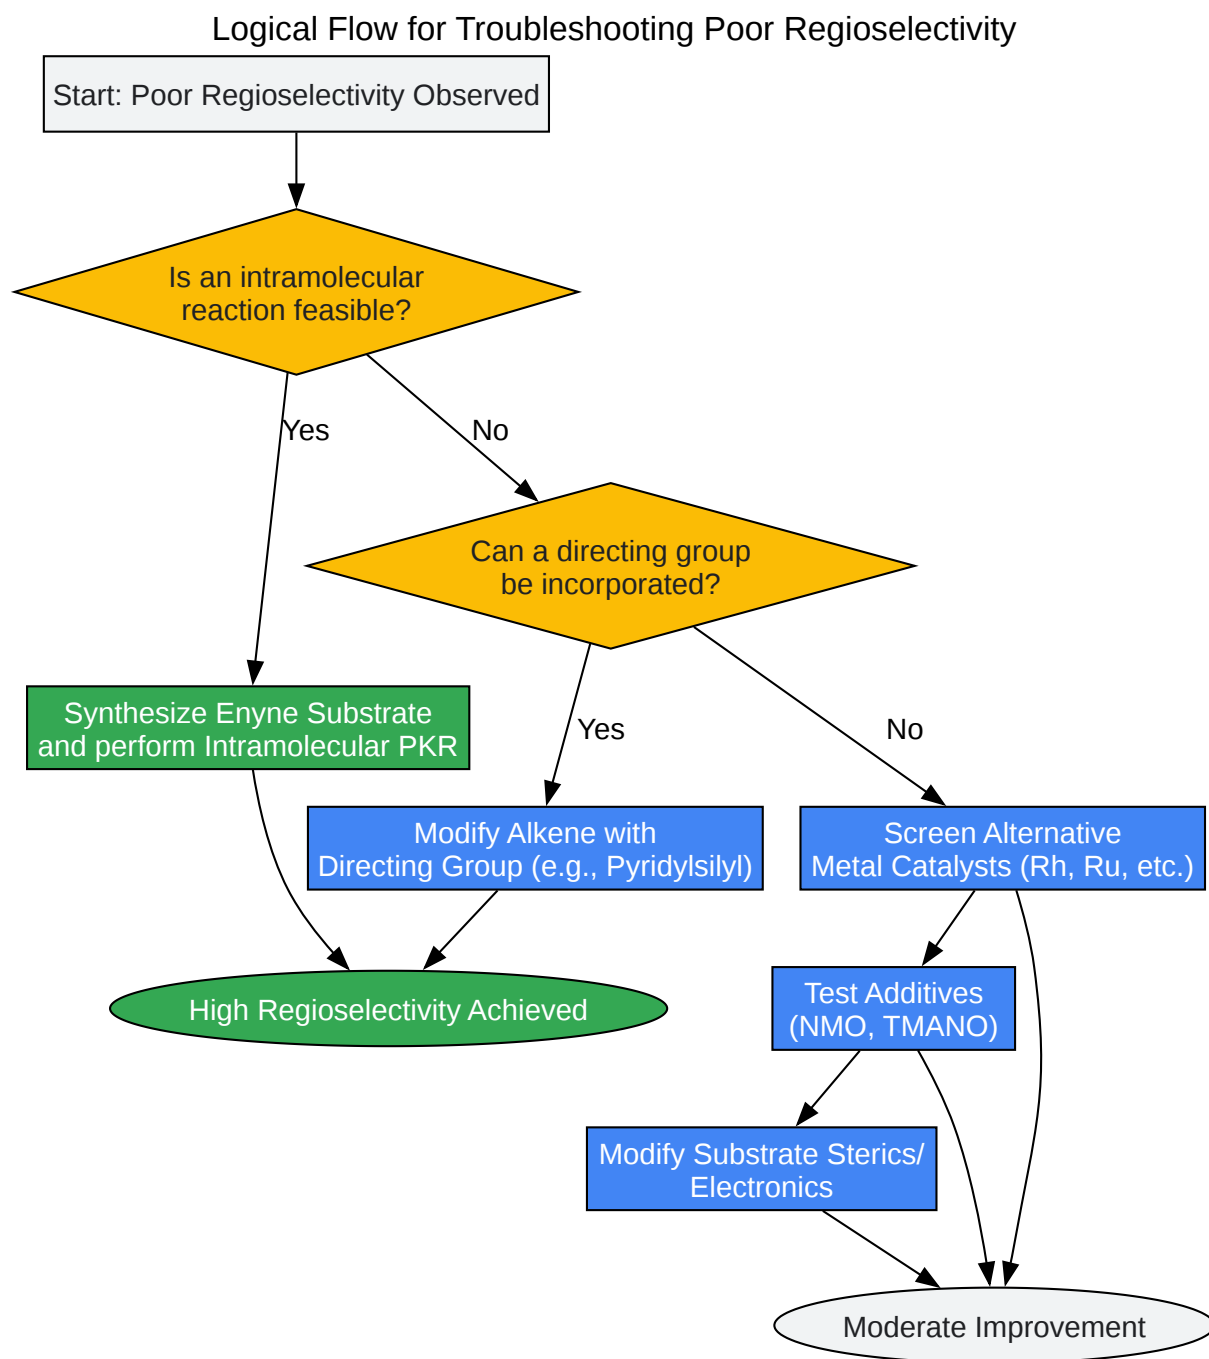 Logical Flow for Troubleshooting Poor Regioselectivity
Start: Poor Regioselectivity Observed
Is an intramolecular
reaction feasible?
Yes
No
Can a directing group
be incorporated?
Synthesize Enyne Substrate
and perform Intramolecular PKR
Yes
No
Modify Alkene with
Directing Group (e.g., Pyridylsilyl)
Screen Alternative
Metal Catalysts (Rh, Ru, etc.)
High Regioselectivity Achieved
Test Additives
(NMO, TMANO)
Modify Substrate Sterics/
Electronics
Moderate Improvement